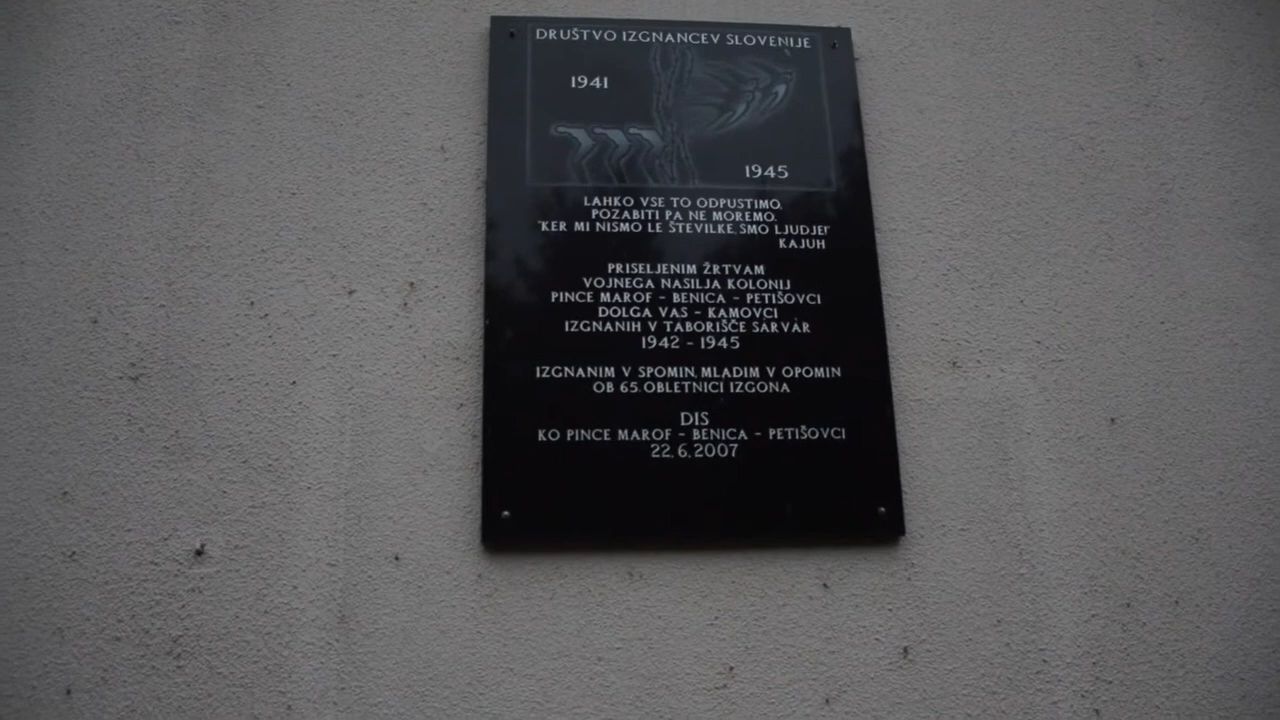 DRUŠTVO IZGNANCEV SLOVENIJE
1941
1945
LAHKO VSE TO ODPUSTIMO,
POZABITI PA NE MOREMO.
"KER MI NISMO LE ŠTEVILKE, SMO LJUDJE!"
KAJUH
PRISELJENIM ŽRTVAM
VOJNEGA NASILJA KOLONIJ
PINCE MAROF - BENICA - PETIŠOVCI
DOLGA VAS - KAMOVCI
IZGNANIH V TABORIŠČE SARVÁR
1942 - 1945
IZGNANIM V SPOMIN, MLADIM V OPOMIN
OB 65. OBLETNICI IZGONA
DIS
KO PINCE MAROF - BENICA - PETIŠOVCI
22.6.2007